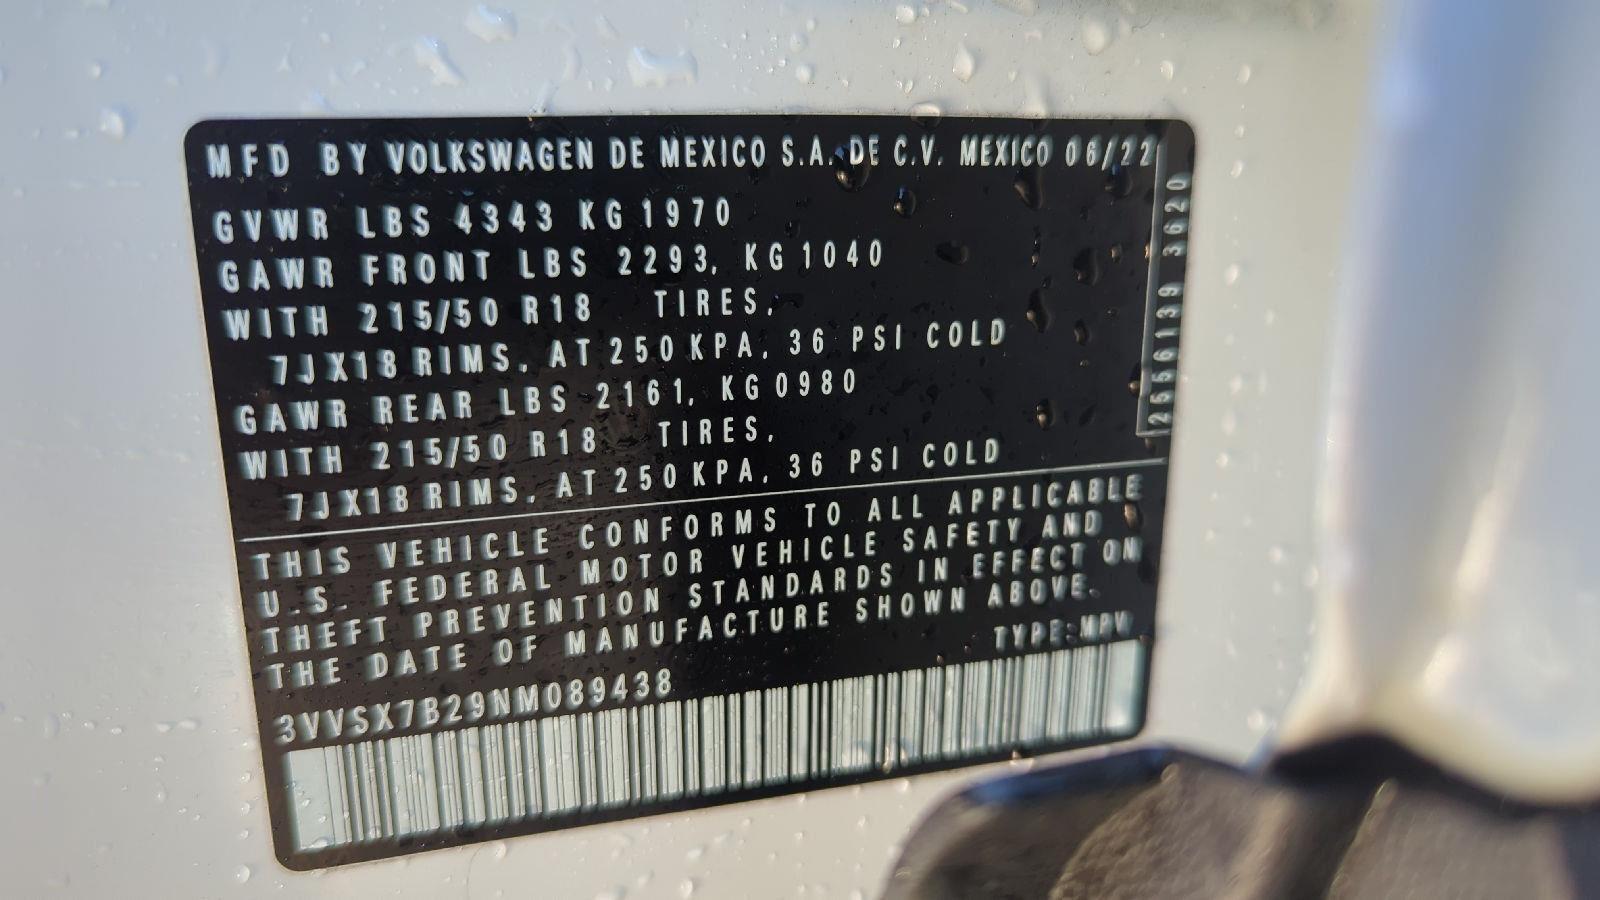 MFD BY VOLKSWAGEN DE MEXICO S.A. DE C.V. MEXICO 06/22
GVWR LBS 4343 KG 1970
GAWR FRONT LBS 2293, KG 1040
WITH 215/50 R18 TIRES,
7JX18 RIMS, AT 250 KPA, 36 PSI COLD
GAWR REAR LBS 2161, KG 0980
WITH 215/50 R18 TIRES,
7JX18 RIMS, AT 250 KPA, 36 PSI COLD
2556139 3620
THIS VEHICLE CONFORMS TO ALL APPLICABLE
U.S. FEDERAL MOTOR VEHICLE SAFETY AND
THEFT PREVENTION STANDARDS IN EFFECT ON
THE DATE OF MANUFACTURE SHOWN ABOVE.
TYPE:MPV
3VVSX7B29NM089438